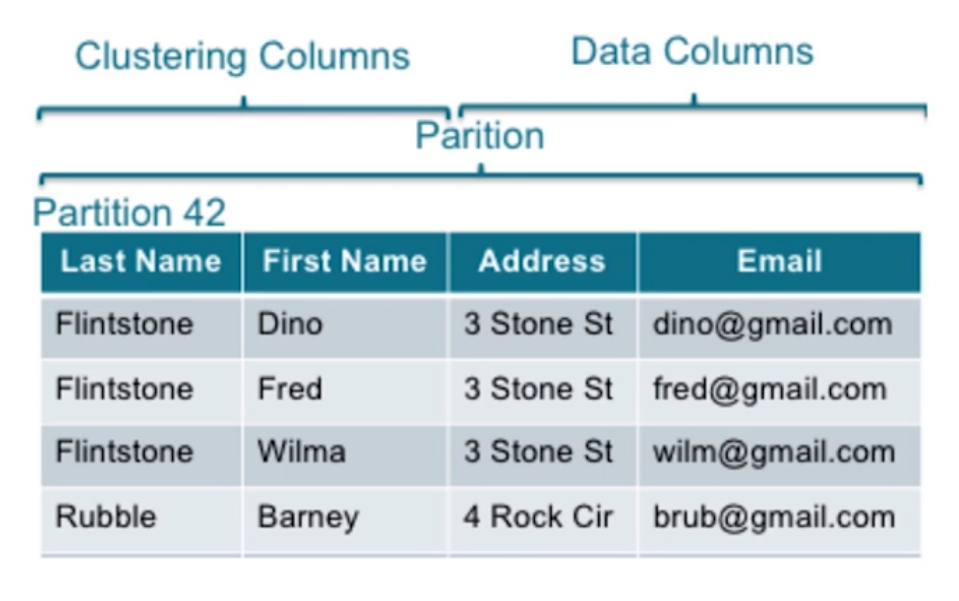 Clustering Columns Data Columns
Parition
Partition 42
Last Name First Name Address Email
Flintstone Dino 3 Stone St dino@gmail.com
Flintstone Fred 3 Stone St fred@gmail.com
Flintstone Wilma 3 Stone St wilm@gmail.com
Rubble Barney 4 Rock Cir brub@gmail.com